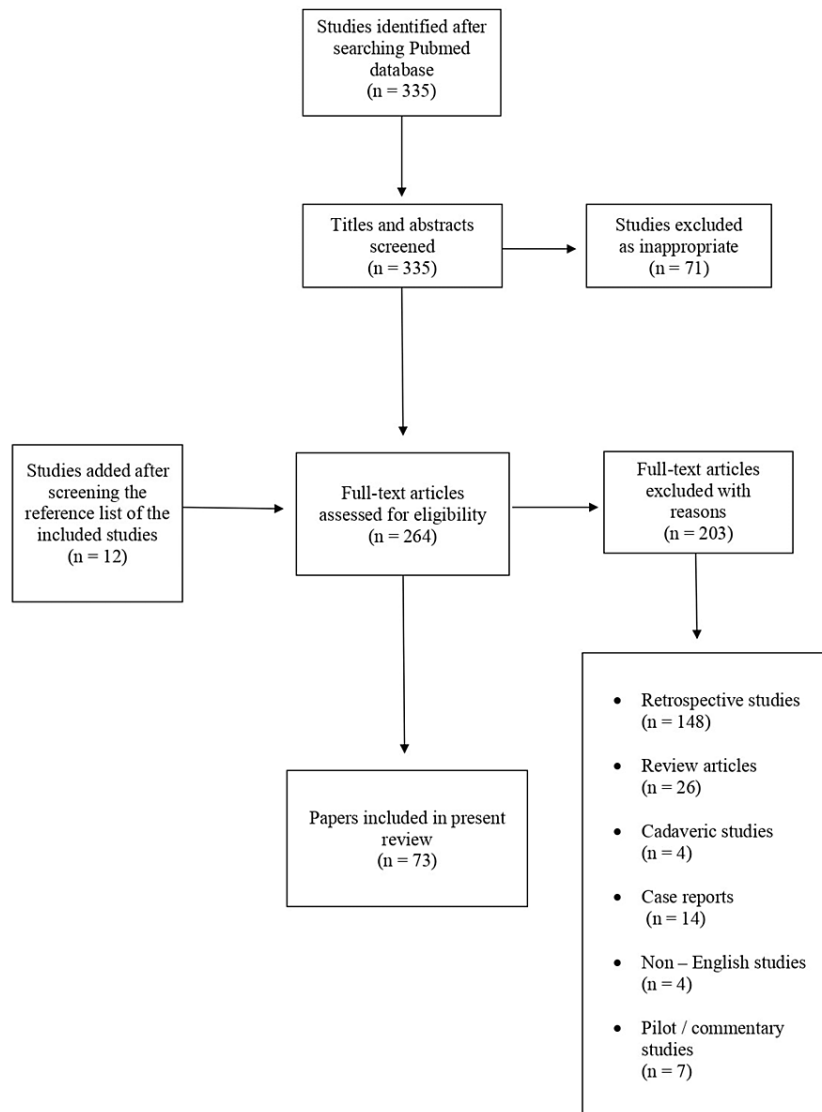 Studies identified after
searching Pubmed
database
(n = 335)
Titles and abstracts
screened
(n = 335)
Studies excluded
as inappropriate
(n = 71)
Studies added after
screening the
reference list of the
included studies
(n = 12)
Full-text articles
assessed for eligibility
(n = 264)
Full-text articles
excluded with
reasons
(n = 203)
Papers included in present
review
(n = 73)
• Retrospective studies
(n = 148)
• Review articles
(n = 26)
• Cadaveric studies
(n = 4)
• Case reports
(n = 14)
• Non – English studies
(n = 4)
• Pilot / commentary
studies
(n = 7)